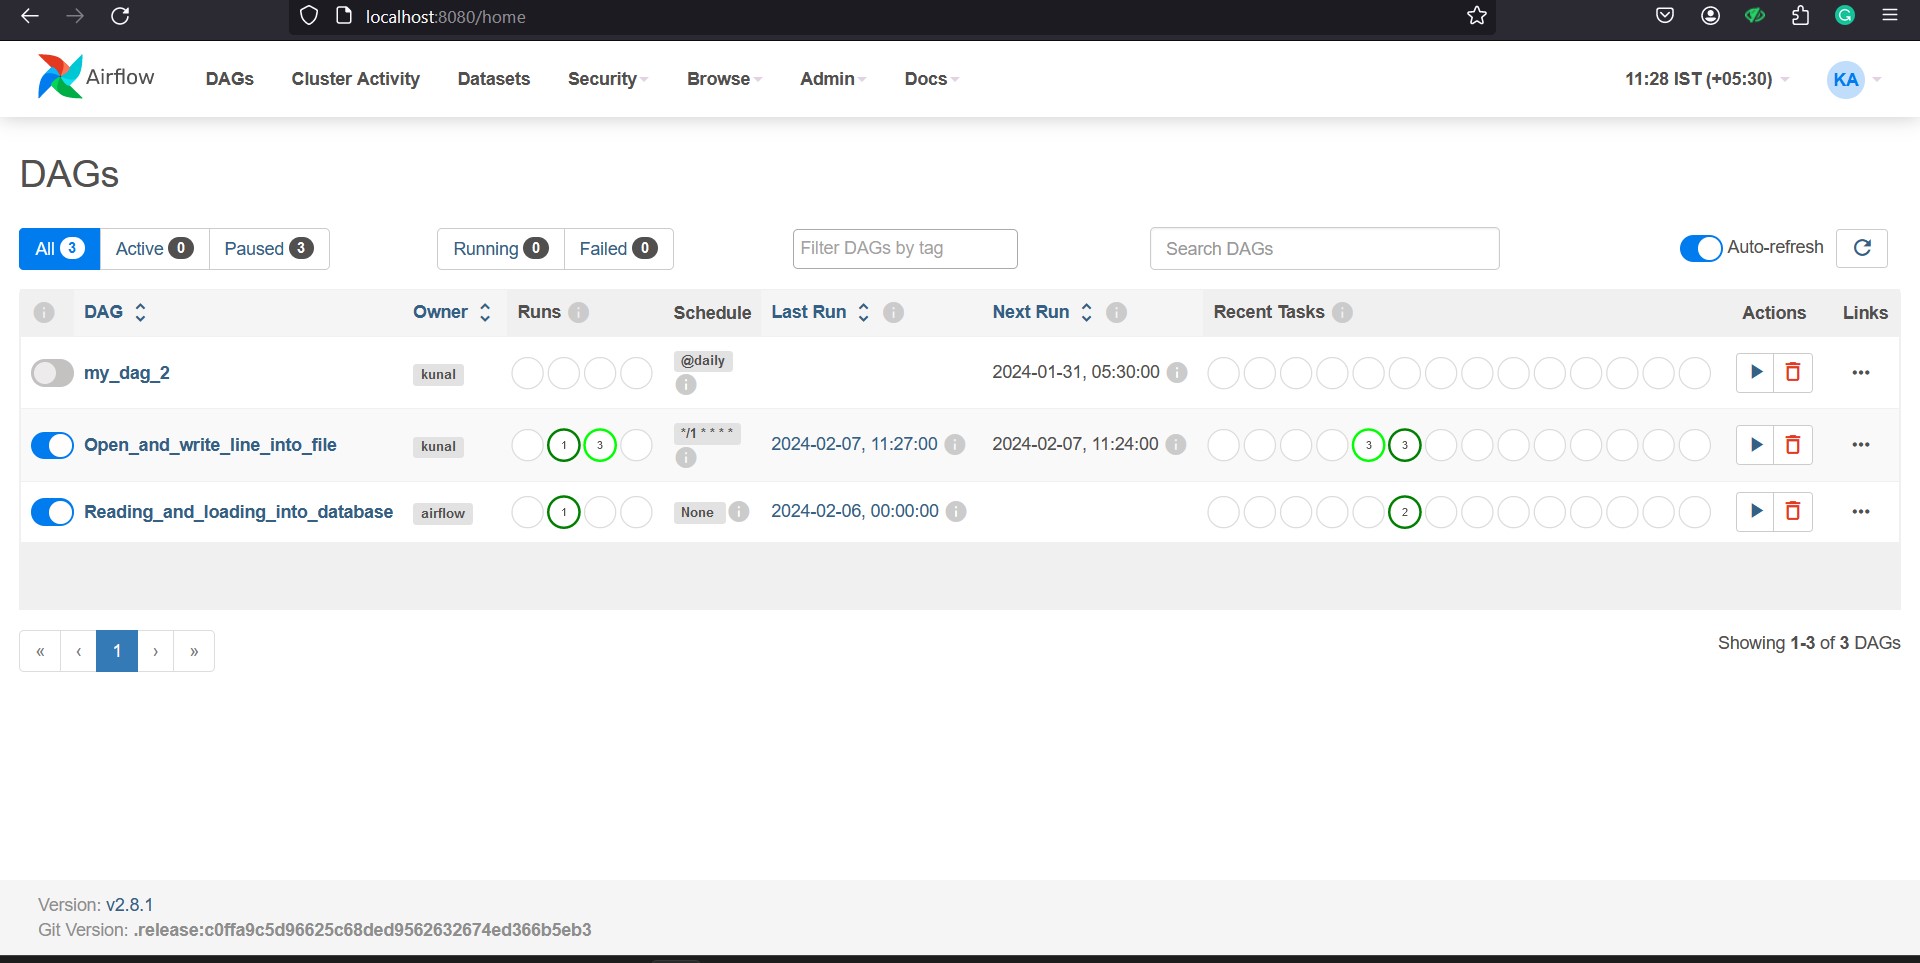 localhost:8080/home
Airflow DAGs Cluster Activity Datasets Security Browse Admin Docs 11:28 IST (+05:30) KA
DAGs
All 3 Active 0 Paused 3 Running 0 Failed 0 Filter DAGs by tag Search DAGs Auto-refresh
DAG Owner Runs Schedule Last Run Next Run Recent Tasks Actions Links
my_dag_2 kunal @daily 2024-01-31, 05:30:00
Open_and_write_line_into_file kunal 1 3 */1 * * * * 2024-02-07, 11:27:00 2024-02-07, 11:24:00 3 3
Reading_and_loading_into_database airflow 1 None 2024-02-06, 00:00:00 2
« ‹ 1 › » Showing 1-3 of 3 DAGs
Version: v2.8.1
Git Version: .release:c0ffa9c5d96625c68ded9562632674ed366b5eb3